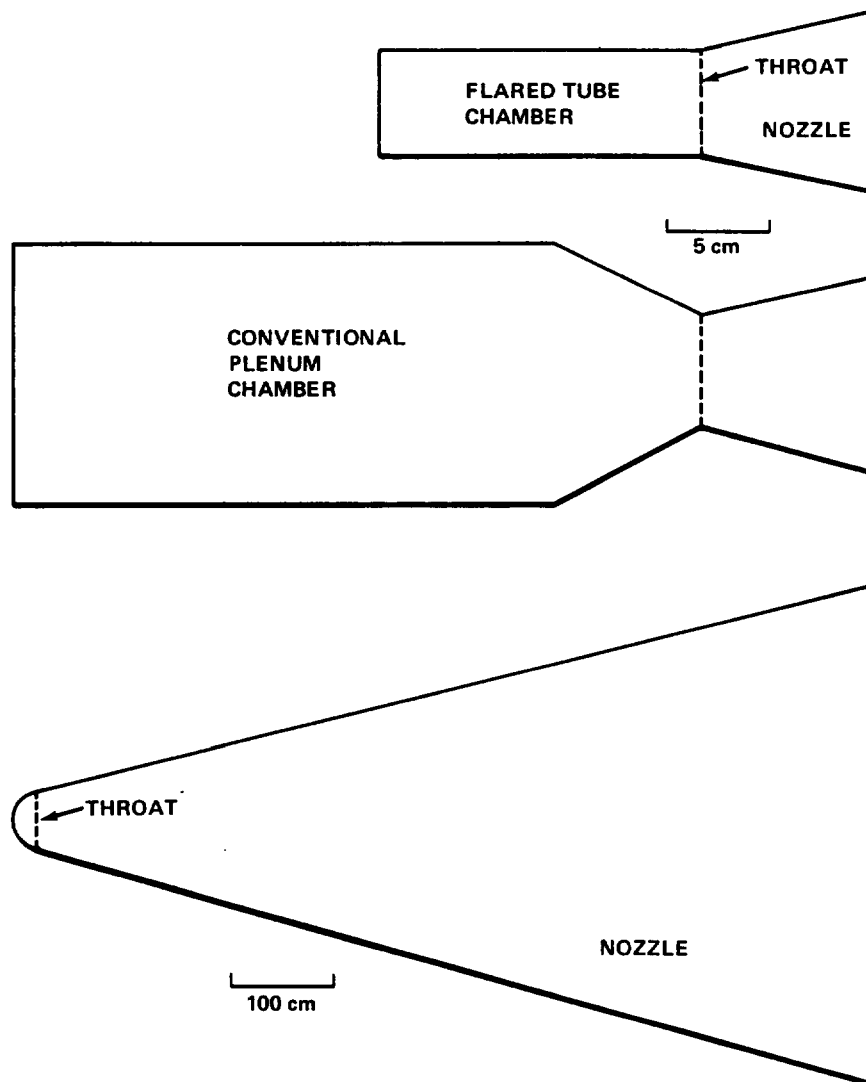 THROAT
FLARED TUBE
CHAMBER
NOZZLE
5 cm
CONVENTIONAL
PLENUM
CHAMBER
THROAT
NOZZLE
100 cm